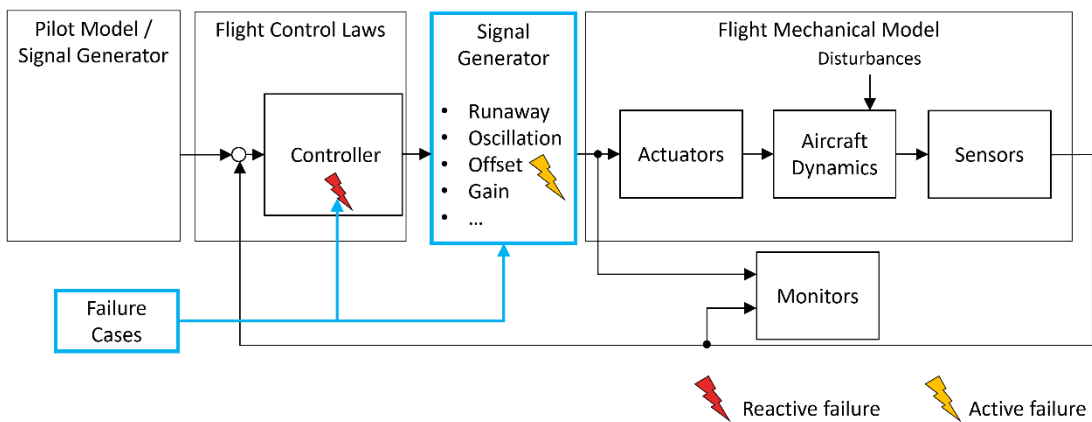 Pilot Model /
Signal Generator
Flight Control Laws
Signal
Generator
Flight Mechanical Model
Disturbances
• Runaway
• Oscillation
• Offset
• Gain
• ...
Controller
Actuators
Aircraft
Dynamics
Sensors
Monitors
Failure
Cases
Reactive failure
Active failure